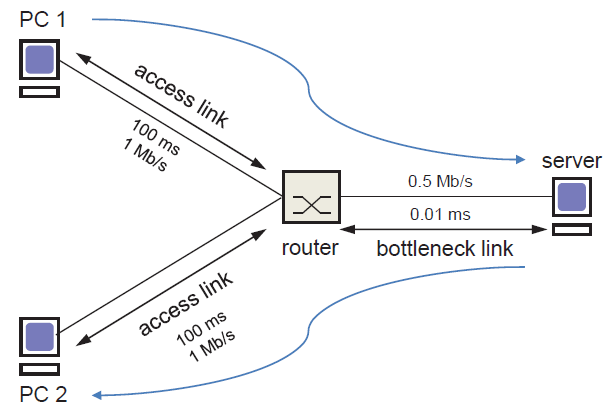 PC 1
access link
100 ms
1 Mb/s
server
0.5 Mb/s
0.01 ms
router
bottleneck link
access link
100 ms
1 Mb/s
PC 2